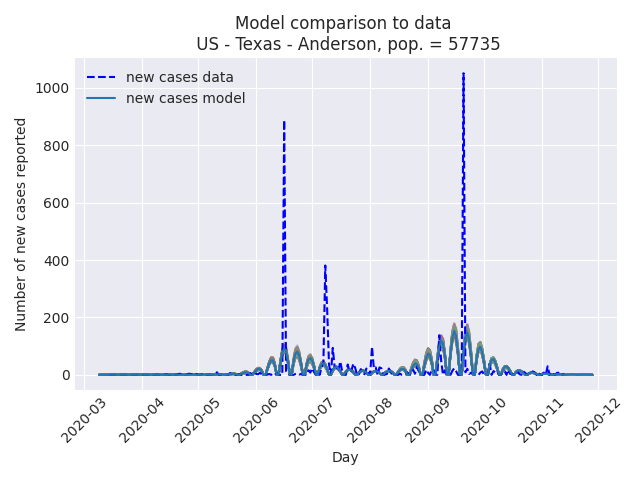 Model comparison to data
US - Texas - Anderson, pop. = 57735
new cases data
new cases model
Number of new cases reported
1000
800
600
400
200
0
2020-03
2020-04
2020-05
2020-06
2020-07
2020-08
2020-09
2020-10
2020-11
2020-12
Day